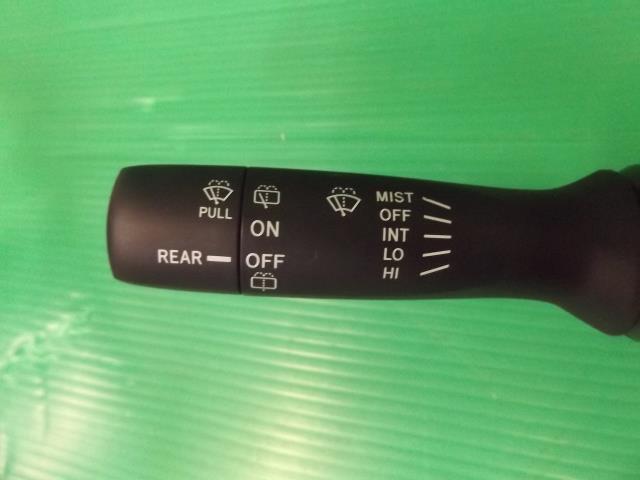 PULL
REAR
ON
OFF
MIST
OFF
INT
LO
HI